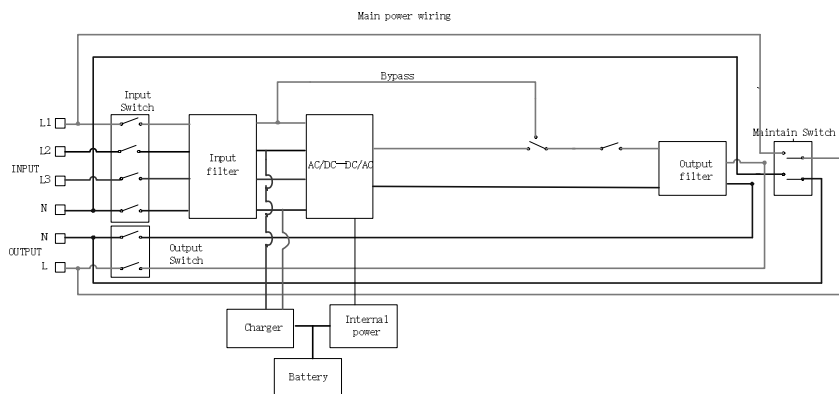 Main power wiring
Bypass
Input
Switch
L1
L2
INPUT
L3
N
N
OUTPUT
L
Input
filter
AC/DC—DC/AC
Output
filter
Maintain Switch
Output
Switch
Charger
Internal
power
Battery